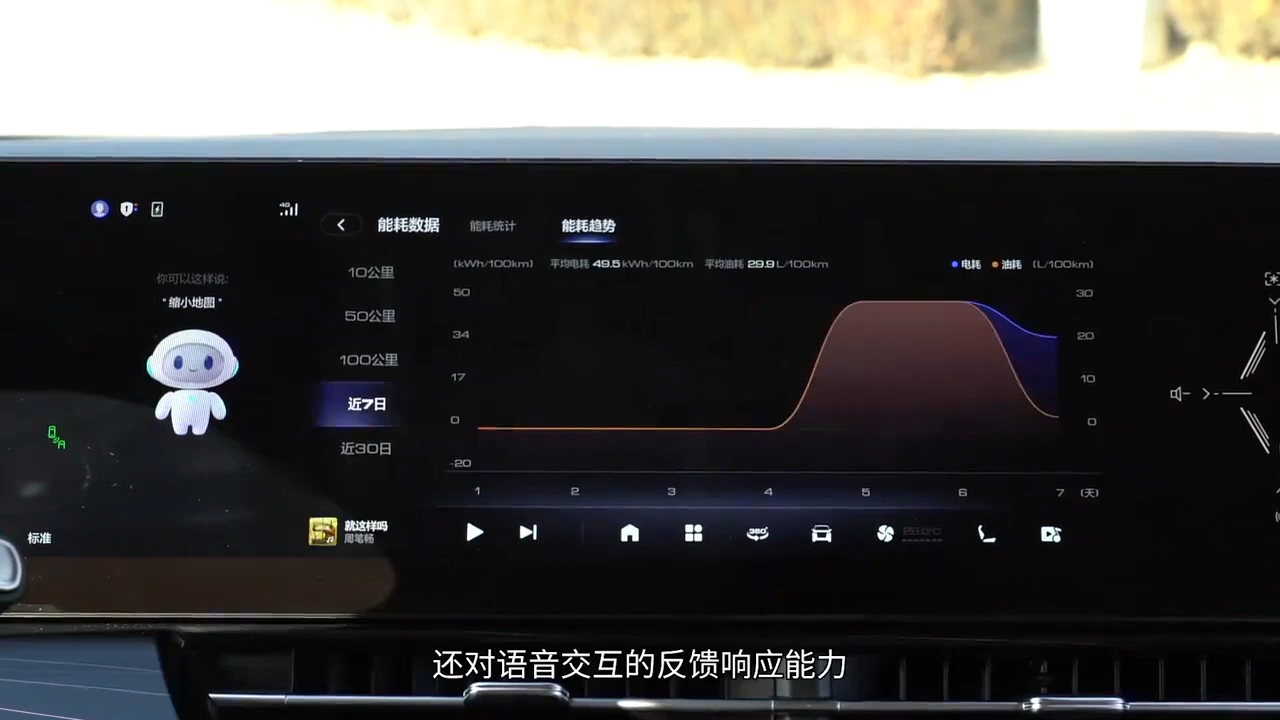 4G
能耗数据 能耗统计 能耗趋势
(kWh/100km) 平均电耗 49.5 kWh/100km 平均油耗 29.9 L/100km 电耗 油耗 (L/100km)
你可以这样说:
"缩小地图"
10公里
50公里
100公里
近7日
近30日
50
34
17
0
-20
30
20
10
0
1 2 3 4 5 6 7 (天)
标准
就这样吗
周笔畅
360°
还对语音交互的反馈响应能力